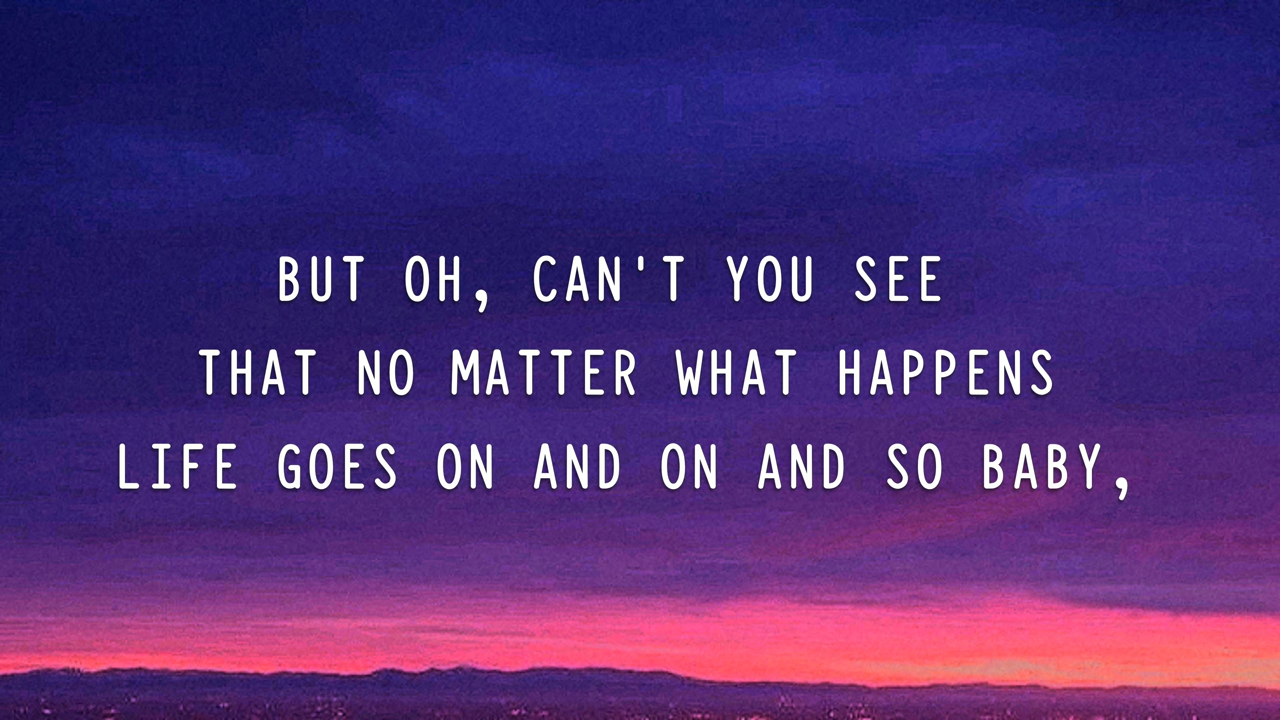 BUT OH, CAN'T YOU SEE
THAT NO MATTER WHAT HAPPENS
LIFE GOES ON AND ON AND SO BABY,